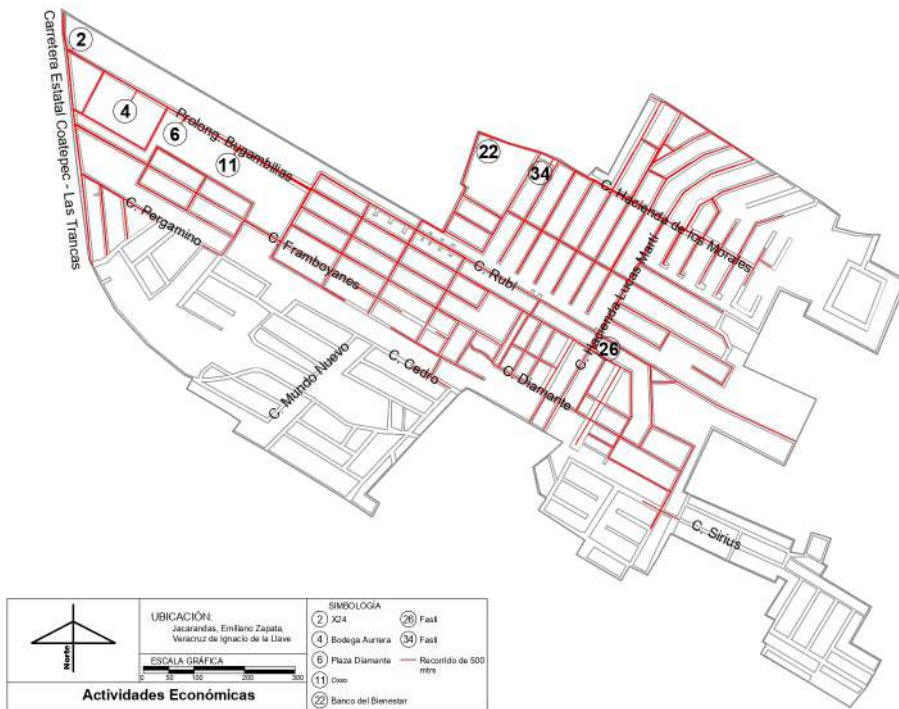 2
4
6
11
22
34
26
Carretera Estatal Coatepec - Las Trancas
Prolong. Bugambilias
C. Pergamino
C. Framboyanes
C. Mundo Nuevo
C. Cedro
C. Rubí
C. Diamante
C. Hacienda Lucas Martí
C. Hacienda de los Morales
C. Sirius
Norte
UBICACIÓN:
Jacarandas, Emiliano Zapata,
Veracruz de Ignacio de la Llave
ESCALA GRÁFICA
0 50 100 200 300
Actividades Económicas
SIMBOLOGÍA
2 X24
4 Bodega Aurrera
6 Plaza Diamante
11 Oxxo
22 Banco del Bienestar
26 Fasti
34 Fasti
Recorrido de 500
mtrs